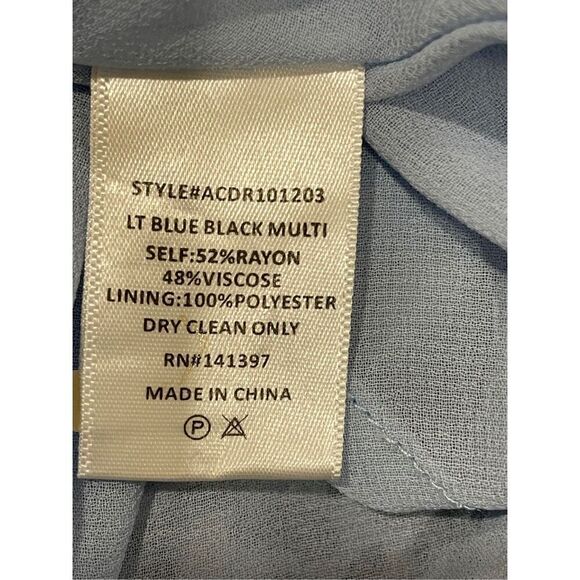 STYLE#ACDR101203
LT BLUE BLACK MULTI
SELF:52%RAYON
48%VISCOSE
LINING:100%POLYESTER
DRY CLEAN ONLY
RN#141397
MADE IN CHINA
P